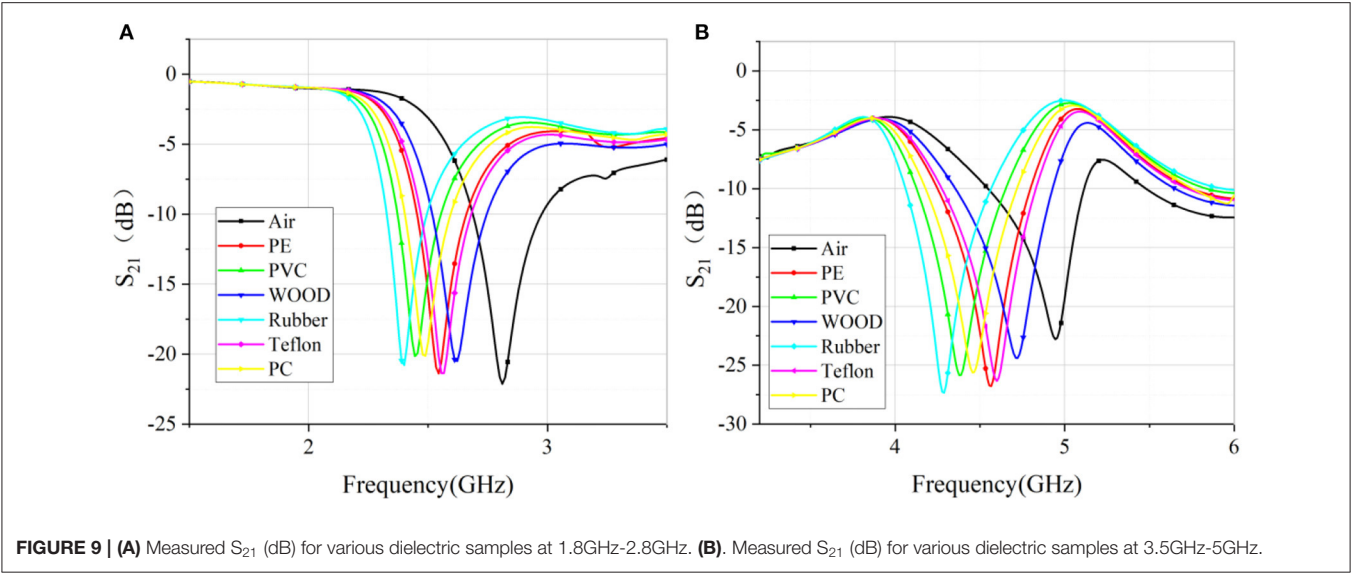 A
0
-5
-10
-15
-20
-25
S21 (dB)
Air
PE
PVC
WOOD
Rubber
Teflon
PC
2
3
Frequency(GHz)
B
0
-5
-10
-15
-20
-25
-30
S21 (dB)
Air
PE
PVC
WOOD
Rubber
Teflon
PC
4
5
6
Frequency(GHz)
FIGURE 9 | (A) Measured S21 (dB) for various dielectric samples at 1.8GHz-2.8GHz. (B). Measured S21 (dB) for various dielectric samples at 3.5GHz-5GHz.